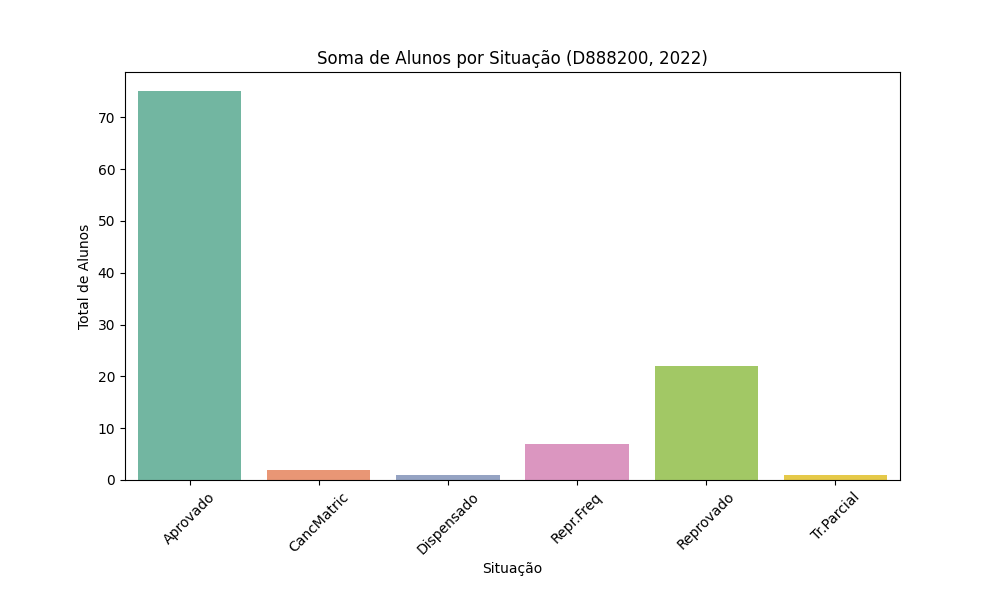 Soma de Alunos por Situação (D888200, 2022)
Total de Alunos
70
60
50
40
30
20
10
0
Aprovado
CancMatric
Dispensado
Repr.Freq
Reprovado
Tr.Parcial
Situação